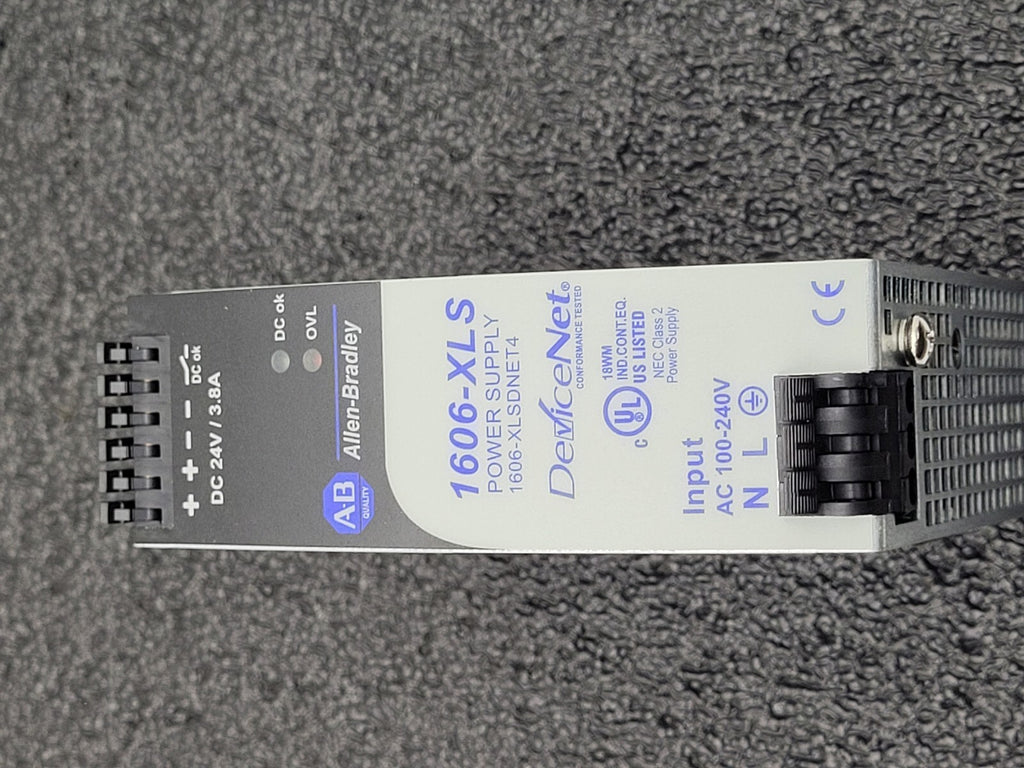 + + - -
DC ok
DC 24V / 3.8A
DC ok
OVL
A-B
QUALITY
Allen-Bradley
1606-XLS
POWER SUPPLY
1606-XLSDNET4
DeviceNet®
CONFORMANCE TESTED
C UL ® US LISTED
18WM
IND.CONT.EQ.
NEC Class 2
Power Supply
Input
AC 100-240V
N L
CE